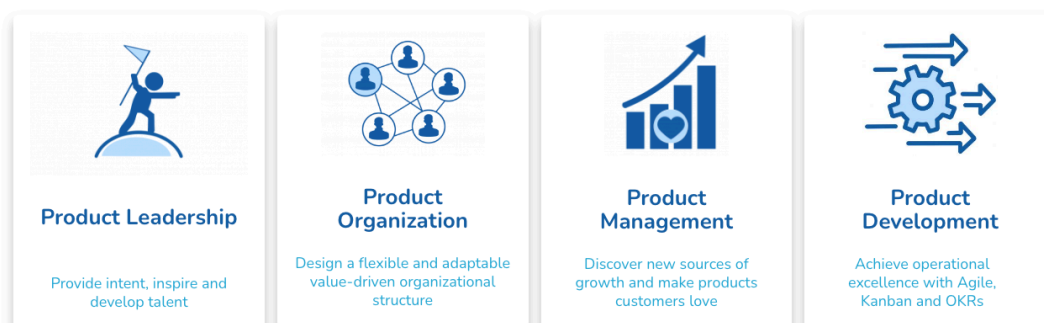 Product Leadership
Provide intent, inspire and
develop talent
Product
Organization
Design a flexible and adaptable
value-driven organizational
structure
Product
Management
Discover new sources of
growth and make products
customers love
Product
Development
Achieve operational
excellence with Agile,
Kanban and OKRs